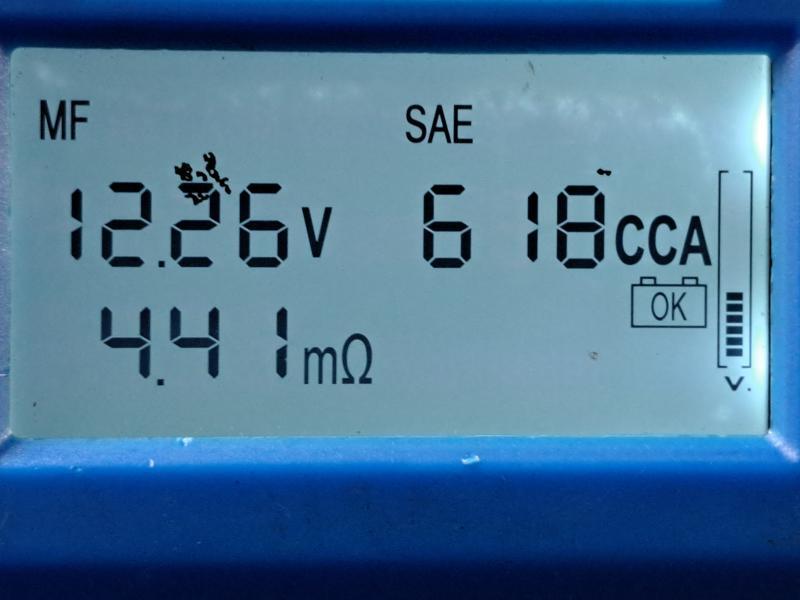 MF SAE
12.26V 618CCA
OK
4.41mΩ
V.